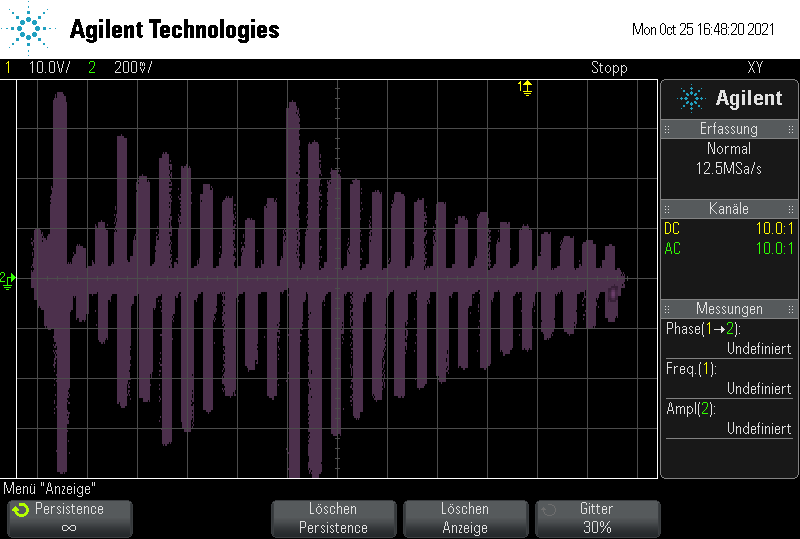 Agilent Technologies
Mon Oct 25 16:48:20 2021
1 10.0V/ 2 200mV/ Stopp XY
1
2
Agilent
Erfassung
Normal
12.5MSa/s
Kanäle
DC 10.0:1
AC 10.0:1
Messungen
Phase(1→2):
Undefiniert
Freq.(1):
Undefiniert
Ampl(2):
Undefiniert
Menü "Anzeige"
Persistence
∞
Löschen
Persistence
Löschen
Anzeige
Gitter
30%